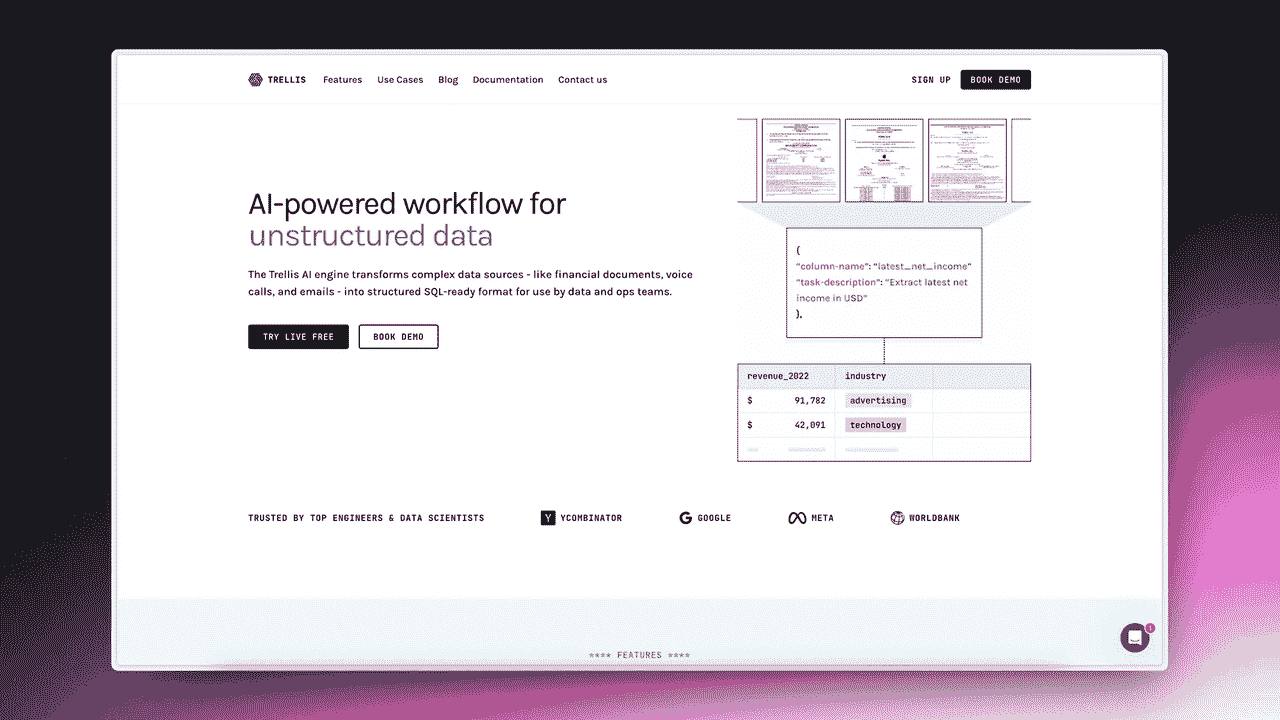 TRELLIS Features Use Cases Blog Documentation Contact us SIGN UP BOOK DEMO
AI-powered workflow for
unstructured data
The Trellis AI engine transforms complex data sources - like financial documents, voice
calls, and emails - into structured SQL-ready format for use by data and ops teams.
TRY LIVE FREE BOOK DEMO
{
“column-name”: “latest_net_income”
“task-description”: “Extract latest net
income in USD”
},
revenue_2022 industry
$ 91,782 advertising
$ 42,091 technology
TRUSTED BY TOP ENGINEERS & DATA SCIENTISTS Y YCOMBINATOR G GOOGLE META WORLDBANK
1
**** FEATURES ****